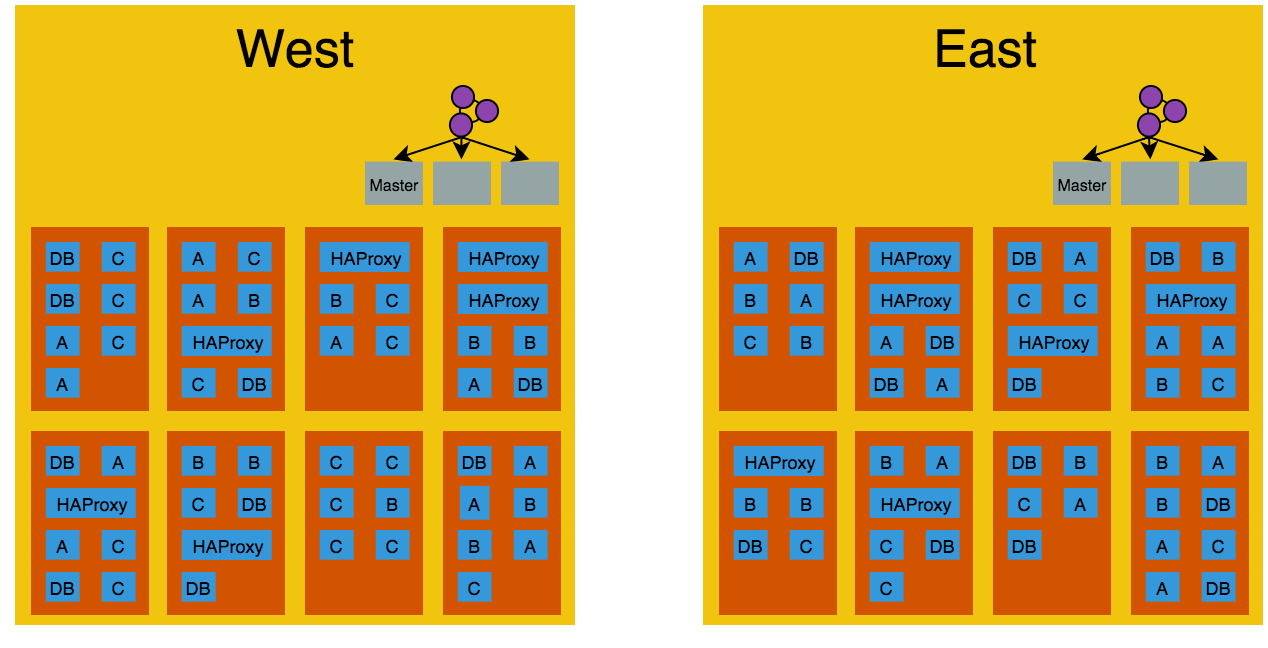 West
Master
DB C
DB C
A C
A
A C
A B
HAProxy
C DB
HAProxy
B C
A C
HAProxy
HAProxy
B B
A DB
DB A
HAProxy
A C
DB C
B B
C DB
HAProxy
DB
C C
C B
C C
DB A
A B
B A
C
East
Master
A DB
B A
C B
HAProxy
HAProxy
A DB
DB A
DB A
C C
HAProxy
DB
DB B
HAProxy
A A
B C
HAProxy
B B
DB C
B A
HAProxy
C DB
C
DB B
C A
DB
B A
B DB
A C
A DB